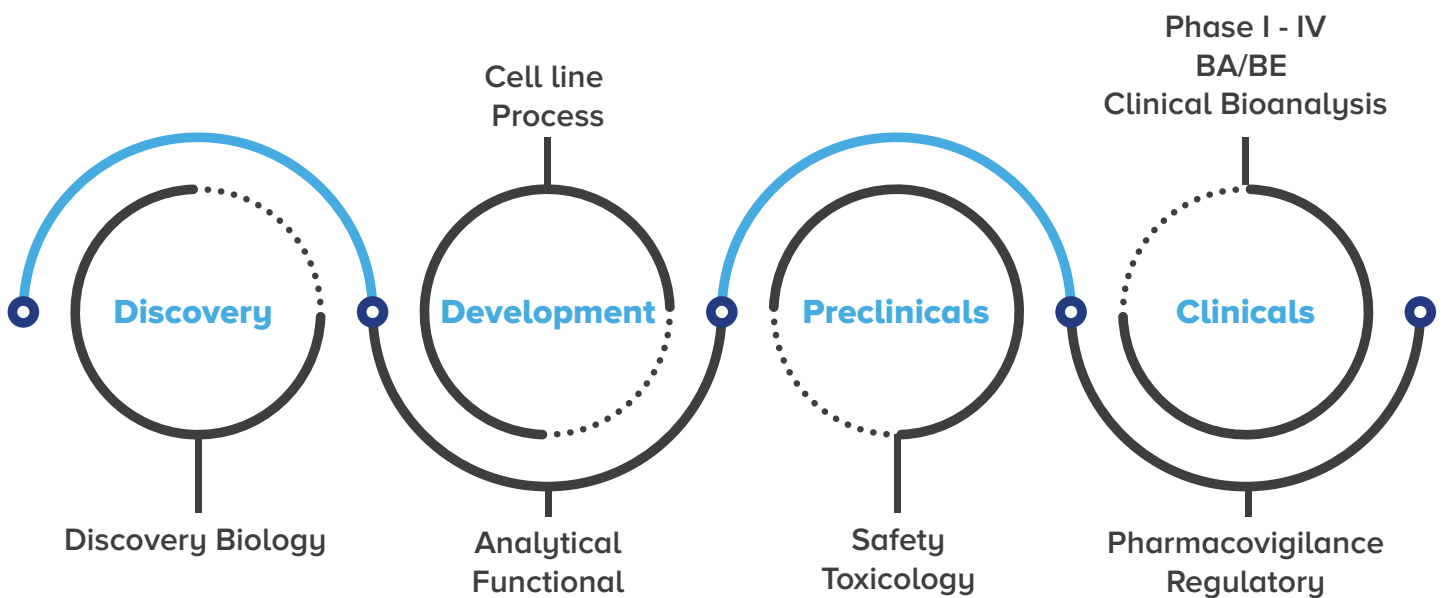 Discovery
Discovery Biology
Cell line
Process
Development
Analytical
Functional
Preclinicals
Safety
Toxicology
Phase I - IV
BA/BE
Clinical Bioanalysis
Clinicals
Pharmacovigilance
Regulatory